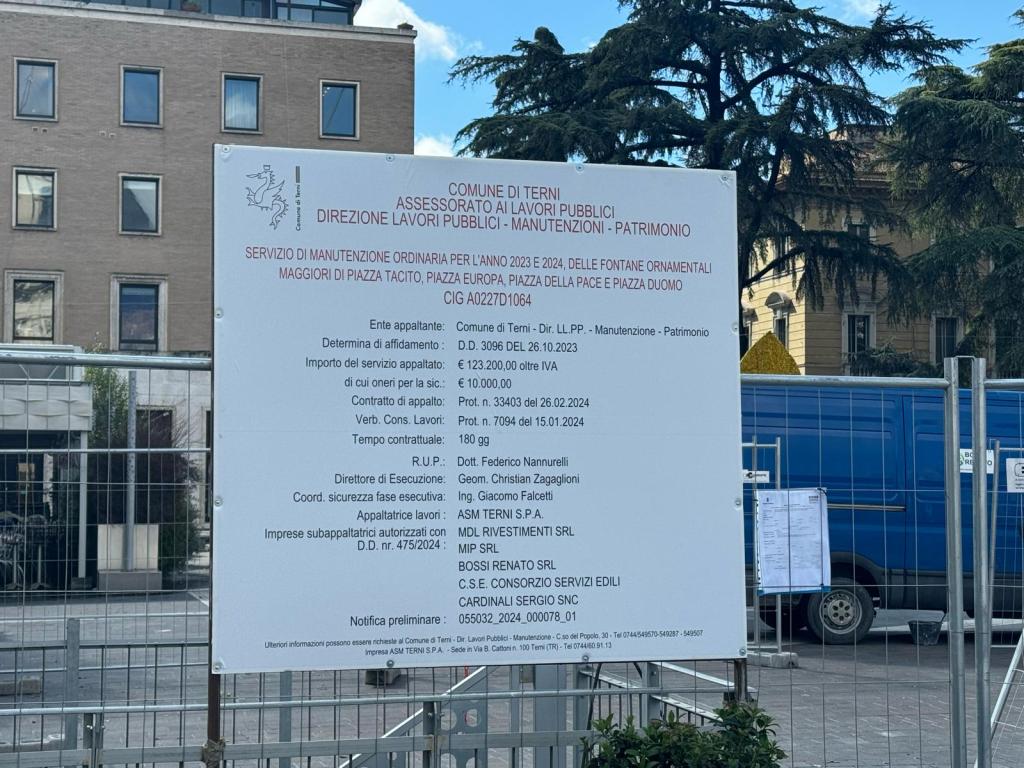 Comune di Terni
COMUNE DI TERNI
ASSESSORATO AI LAVORI PUBBLICI
DIREZIONE LAVORI PUBBLICI - MANUTENZIONI - PATRIMONIO
SERVIZIO DI MANUTENZIONE ORDINARIA PER L'ANNO 2023 E 2024, DELLE FONTANE ORNAMENTALI
MAGGIORI DI PIAZZA TACITO, PIAZZA EUROPA, PIAZZA DELLA PACE E PIAZZA DUOMO
CIG A0227D1064
Ente appaltante: Comune di Terni - Dir. LL.PP. - Manutenzione - Patrimonio
Determina di affidamento : D.D. 3096 DEL 26.10.2023
Importo del servizio appaltato: € 123.200,00 oltre IVA
di cui oneri per la sic.: € 10.000,00
Contratto di appalto: Prot. n. 33403 del 26.02.2024
Verb. Cons. Lavori: Prot. n. 7094 del 15.01.2024
Tempo contrattuale: 180 gg
R.U.P.: Dott. Federico Nannurelli
Direttore di Esecuzione: Geom. Christian Zagaglioni
Coord. sicurezza fase esecutiva: Ing. Giacomo Falcetti
Appaltatrice lavori : ASM TERNI S.P.A.
Imprese subappaltatrici autorizzati con MDL RIVESTIMENTI SRL
D.D. nr. 475/2024 : MIP SRL
BOSSI RENATO SRL
C.S.E. CONSORZIO SERVIZI EDILI
CARDINALI SERGIO SNC
Notifica preliminare : 055032_2024_000078_01
Ulteriori informazioni possono essere richieste al Comune di Terni - Dir. Lavori Pubblici - Manutenzione - C.so del Popolo, 30 - Tel 0744/549570-549287 - 549507
Impresa ASM TERNI S.P.A. - Sede in Via B. Cattoni n. 100 Terni (TR) - Tel 0744/60.91.13